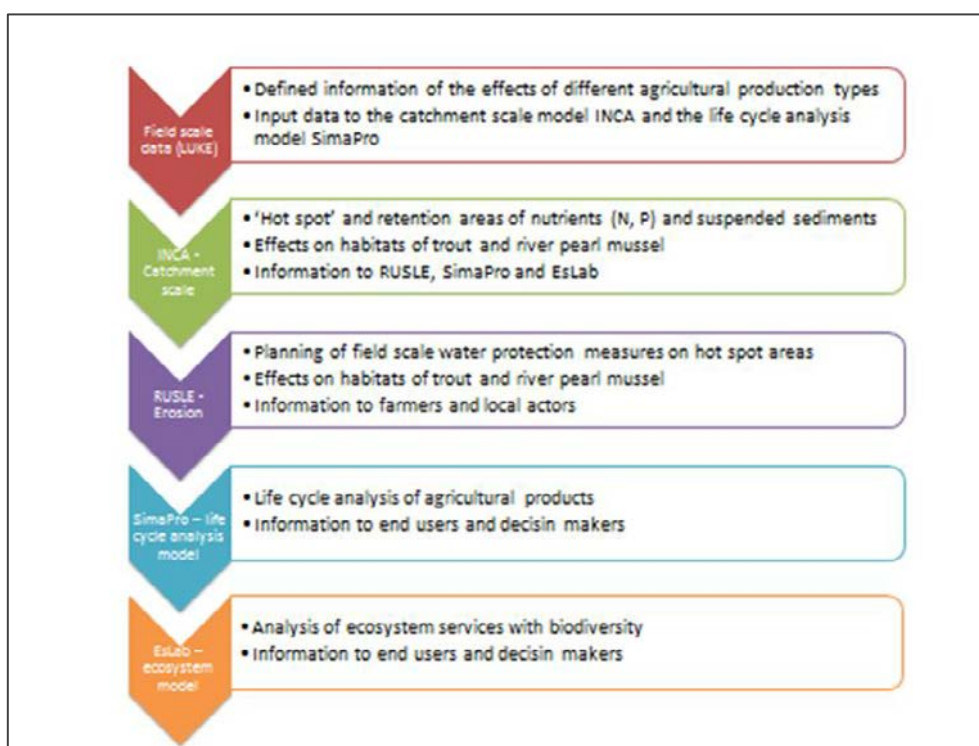 Field scale
data (LUKE)
• Defined information of the effects of different agricultural production types
• Input data to the catchment scale model INCA and the life cycle analysis
model SimaPro
INCA -
Catchment
scale
• 'Hot spot' and retention areas of nutrients (N, P) and suspended sediments
• Effects on habitats of trout and river pearl mussel
• Information to RUSLE, SimaPro and EsLab
RUSLE -
Erosion
• Planning of field scale water protection measures on hot spot areas
• Effects on habitats of trout and river pearl mussel
• Information to farmers and local actors
SimaPro – life
cycle analysis
model
• Life cycle analysis of agricultural products
• Information to end users and decisin makers
EsLab –
ecosystem
model
• Analysis of ecosystem services with biodiversity
• Information to end users and decisin makers